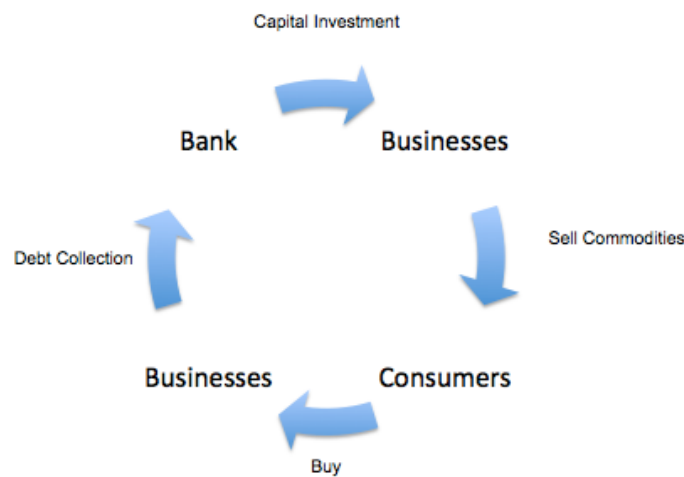 Capital Investment
Bank
Businesses
Sell Commodities
Debt Collection
Businesses
Consumers
Buy